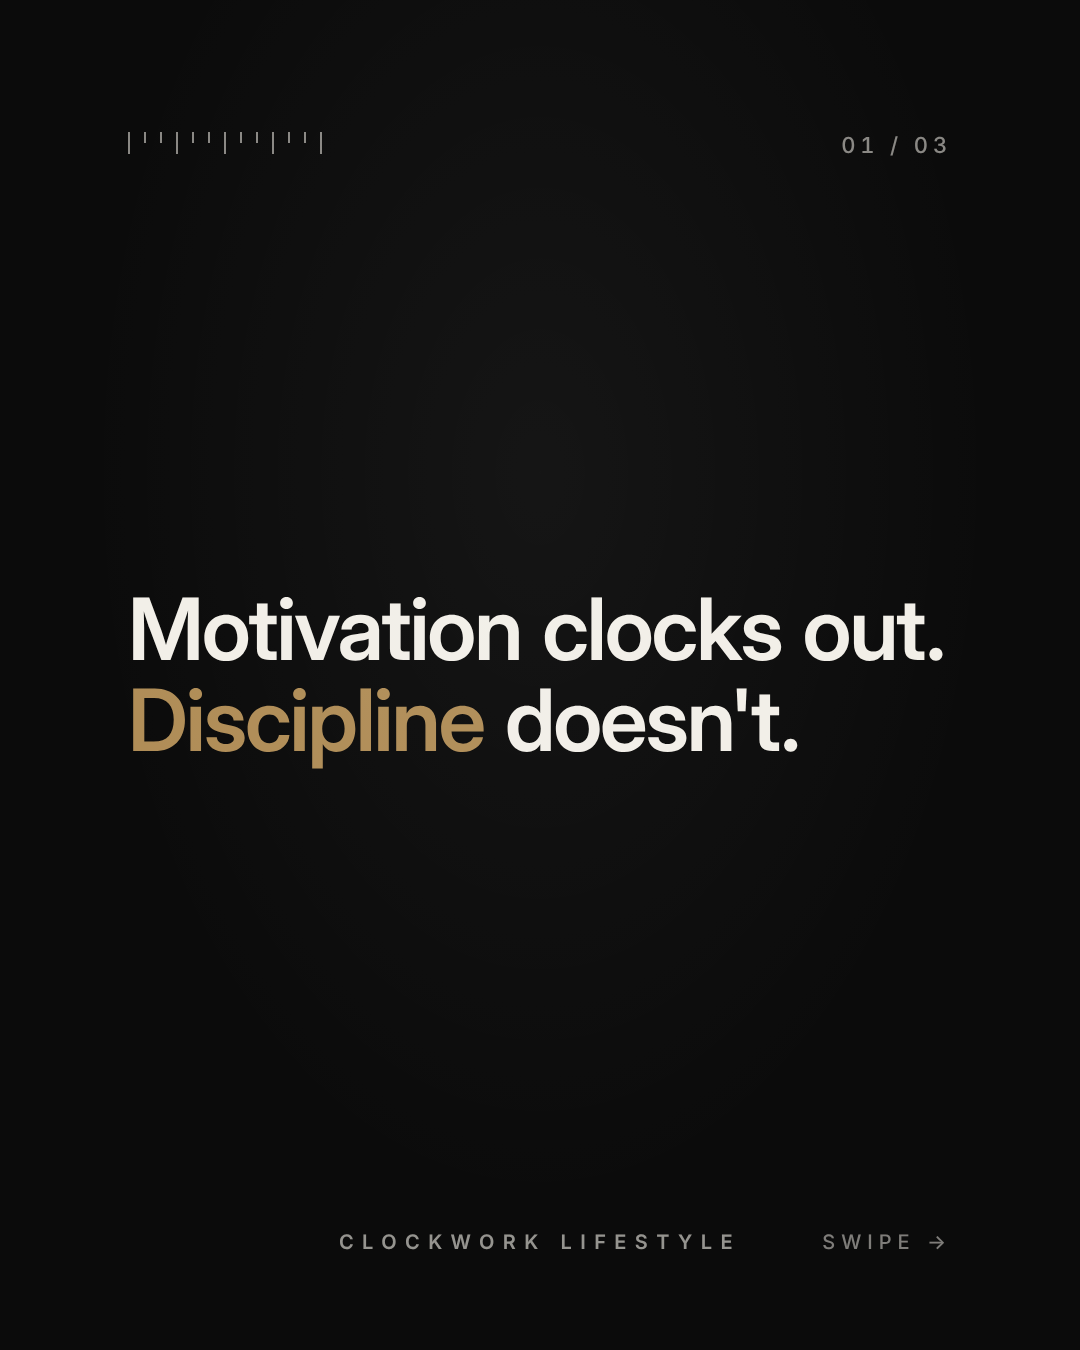 01 / 03
Motivation clocks out.
Discipline doesn't.
CLOCKWORK LIFESTYLE
SWIPE →